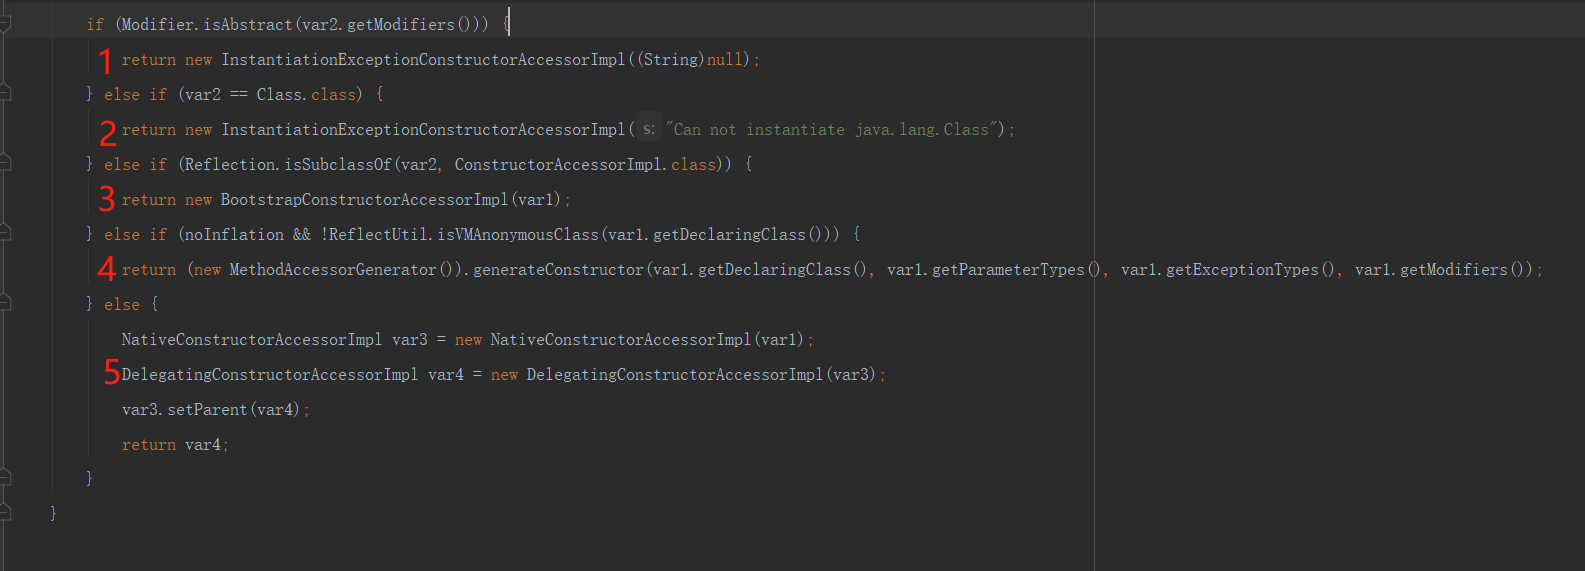 if (Modifier.isAbstract(var2.getModifiers())) {
1 return new InstantiationExceptionConstructorAccessorImpl((String)null);
} else if (var2 == Class.class) {
2 return new InstantiationExceptionConstructorAccessorImpl( s: "Can not instantiate java.lang.Class");
} else if (Reflection.isSubclassOf(var2, ConstructorAccessorImpl.class)) {
3 return new BootstrapConstructorAccessorImpl(var1);
} else if (noInflation && !ReflectUtil.isVMAnonymousClass(var1.getDeclaringClass())) {
4 return (new MethodAccessorGenerator()).generateConstructor(var1.getDeclaringClass(), var1.getParameterTypes(), var1.getExceptionTypes(), var1.getModifiers());
} else {
NativeConstructorAccessorImpl var3 = new NativeConstructorAccessorImpl(var1);
5 DelegatingConstructorAccessorImpl var4 = new DelegatingConstructorAccessorImpl(var3);
var3.setParent(var4);
return var4;
}
}